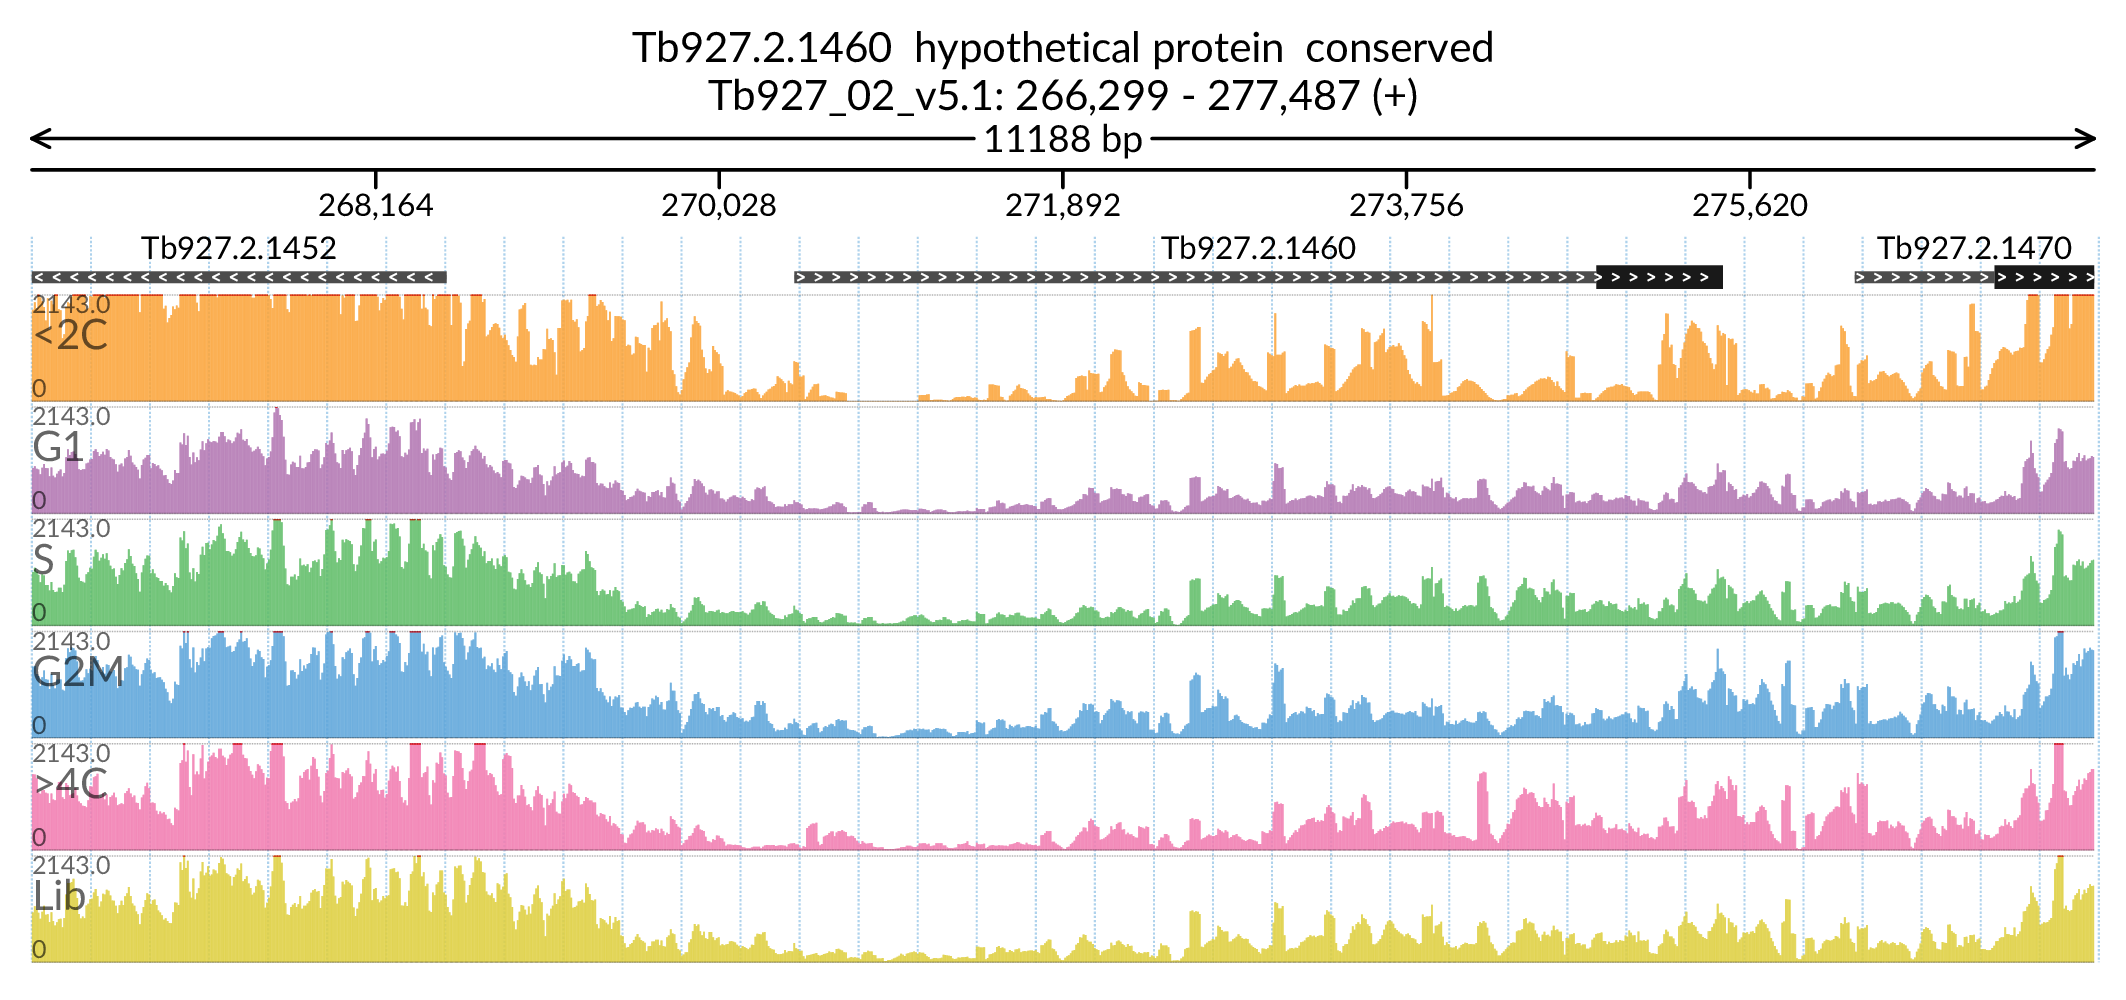 Tb927.2.1460 hypothetical protein conserved
Tb927_02_v5.1: 266,299 - 277,487 (+)
11188 bp
268,164 270,028 271,892 273,756 275,620
Tb927.2.1452 Tb927.2.1460 Tb927.2.1470
2143.0
<2C
0
2143.0
G1
0
2143.0
S
0
2143.0
G2M
0
2143.0
>4C
0
2143.0
Lib
0